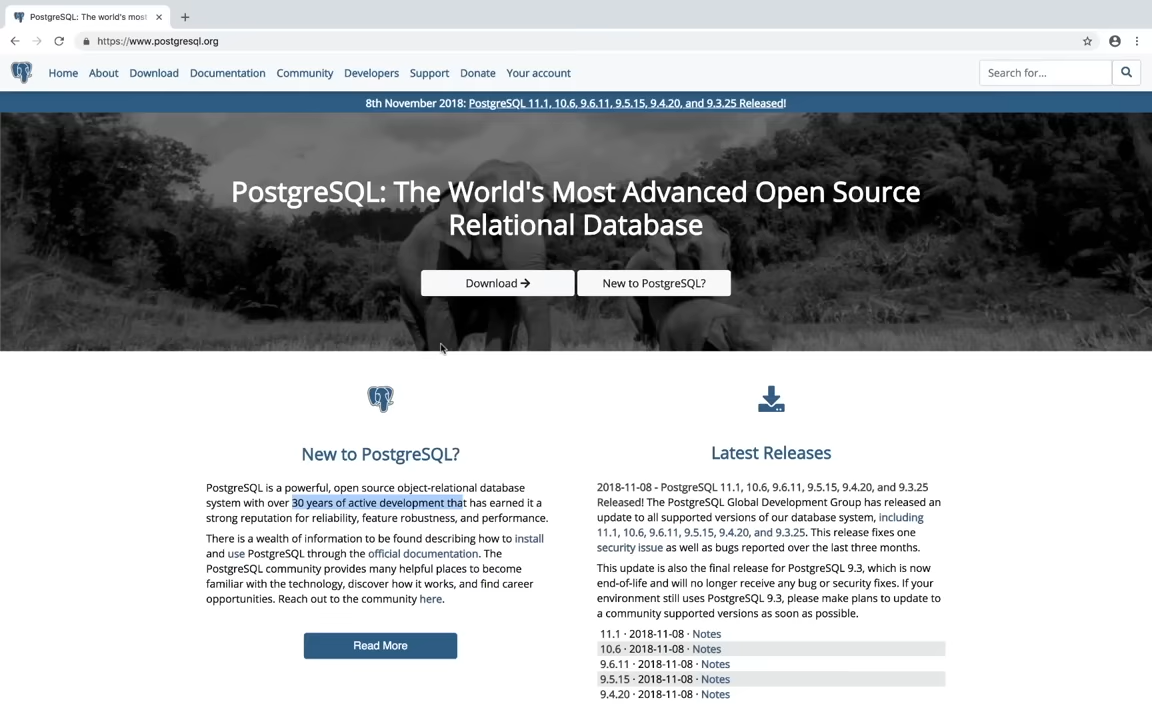 PostgreSQL: The world's most
https://www.postgresql.org
Home About Download Documentation Community Developers Support Donate Your account
Search for...
8th November 2018: PostgreSQL 11.1, 10.6, 9.6.11, 9.5.15, 9.4.20, and 9.3.25 Released!
PostgreSQL: The World's Most Advanced Open Source
Relational Database
Download
New to PostgreSQL?
New to PostgreSQL?
PostgreSQL is a powerful, open source object-relational database
system with over 30 years of active development that has earned it a
strong reputation for reliability, feature robustness, and performance.
There is a wealth of information to be found describing how to install
and use PostgreSQL through the official documentation. The
PostgreSQL community provides many helpful places to become
familiar with the technology, discover how it works, and find career
opportunities. Reach out to the community here.
Read More
Latest Releases
2018-11-08 - PostgreSQL 11.1, 10.6, 9.6.11, 9.5.15, 9.4.20, and 9.3.25
Released! The PostgreSQL Global Development Group has released an
update to all supported versions of our database system, including
11.1, 10.6, 9.6.11, 9.5.15, 9.4.20, and 9.3.25. This release fixes one
security issue as well as bugs reported over the last three months.
This update is also the final release for PostgreSQL 9.3, which is now
end-of-life and will no longer receive any bug or security fixes. If your
environment still uses PostgreSQL 9.3, please make plans to update to
a community supported versions as soon as possible.
11.1 · 2018-11-08 · Notes
10.6 · 2018-11-08 · Notes
9.6.11 · 2018-11-08 · Notes
9.5.15 · 2018-11-08 · Notes
9.4.20 · 2018-11-08 · Notes